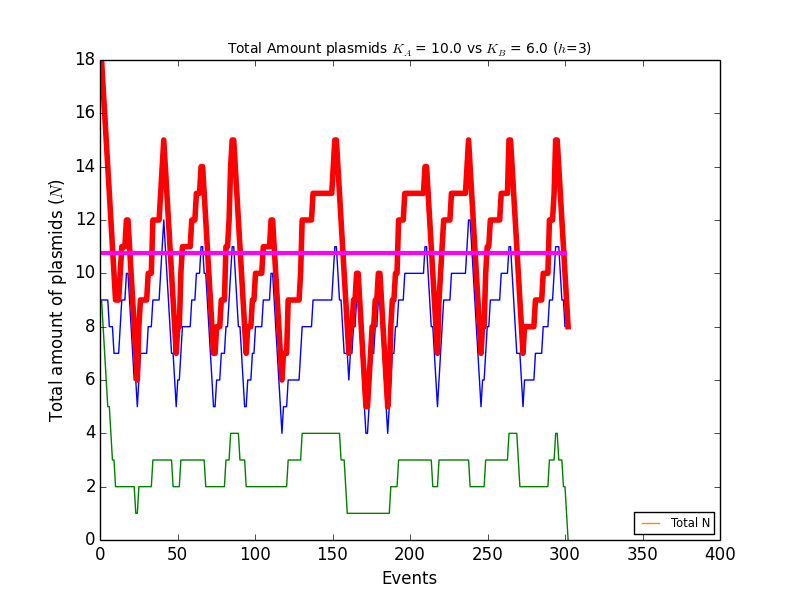 Total Amount plasmids K_A = 10.0 vs K_B = 6.0 (h=3)
18
16
14
12
10
8
6
4
2
0
Total amount of plasmids (N)
0 50 100 150 200 250 300 350 400
Events
Total N